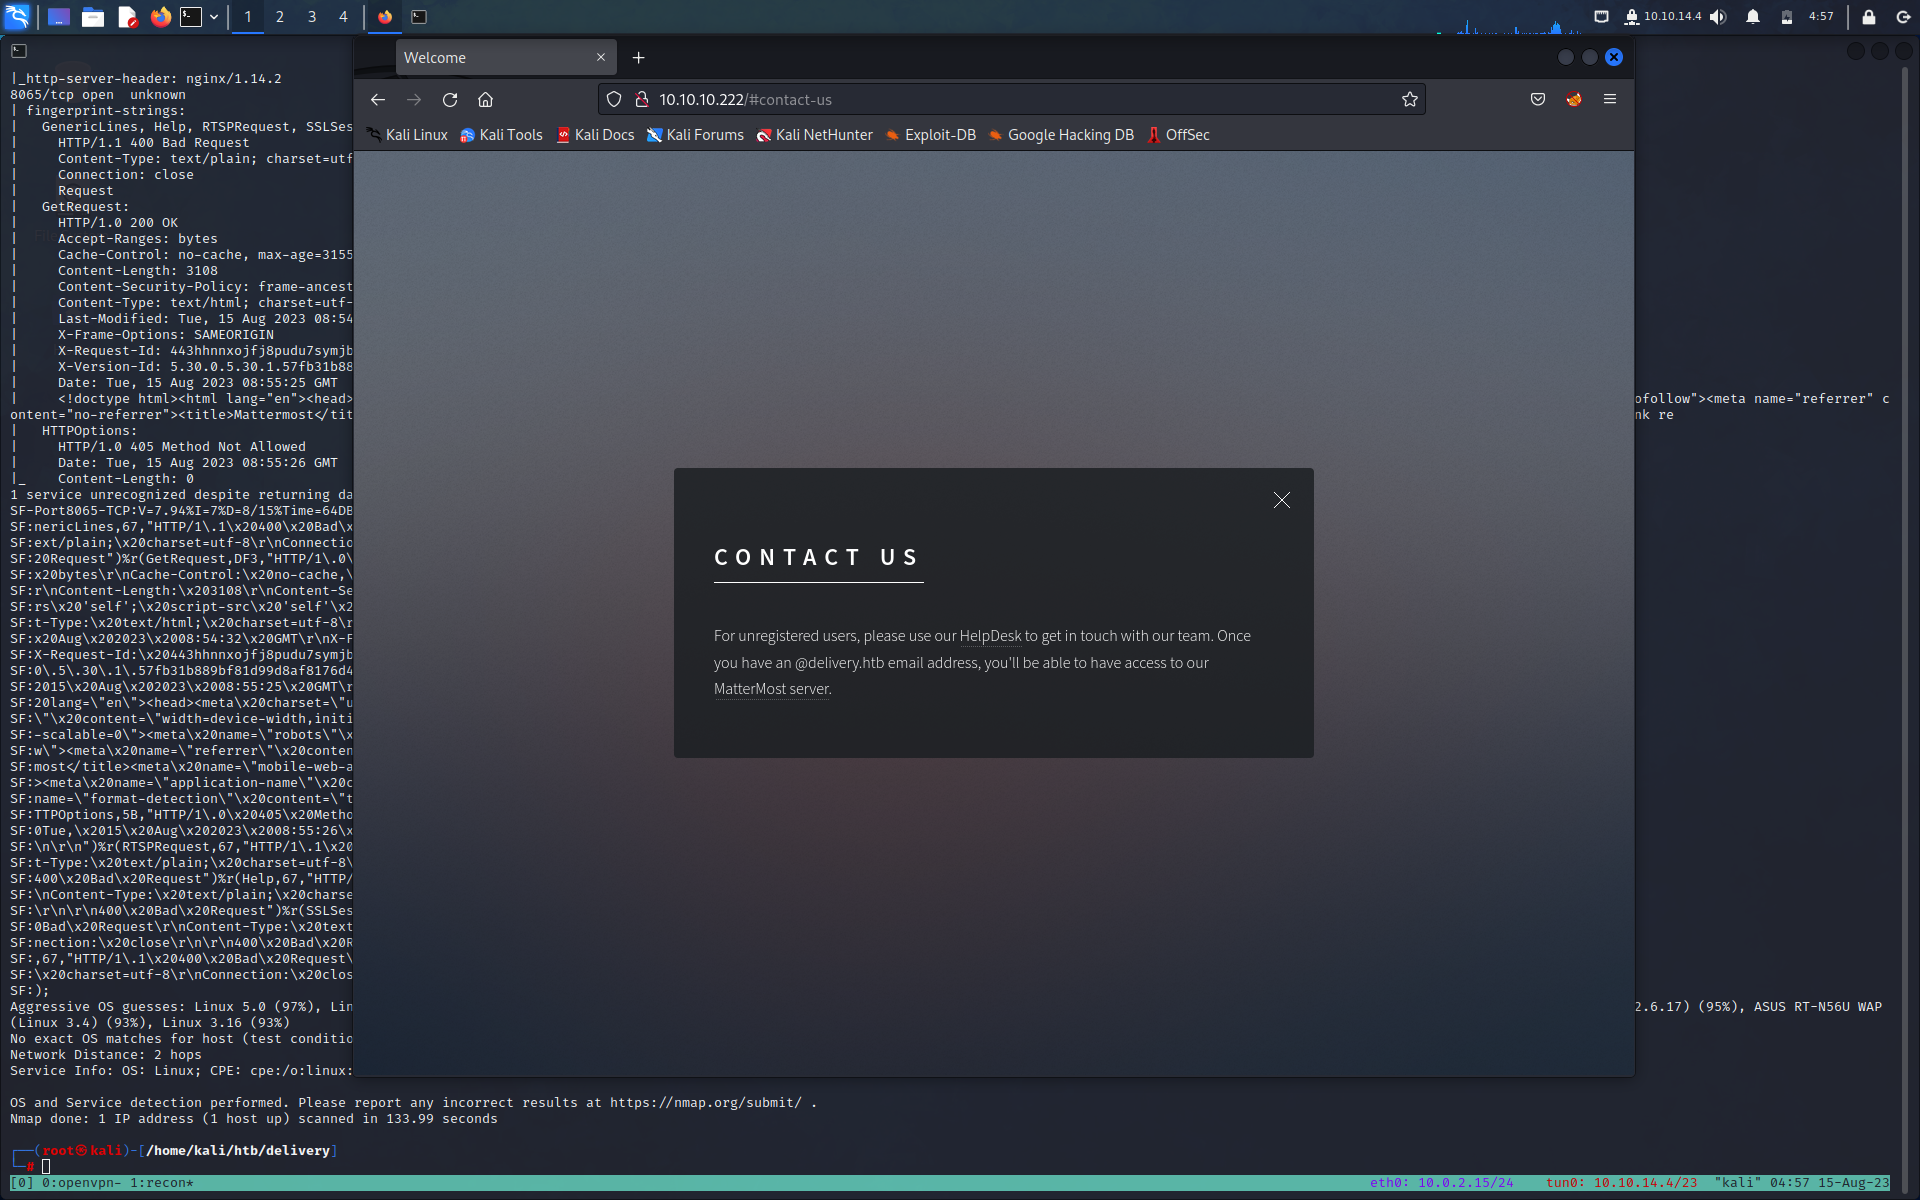 1 2 3 4
10.10.14.4
4:57
Welcome
10.10.10.222/#contact-us
Kali Linux Kali Tools Kali Docs Kali Forums Kali NetHunter Exploit-DB Google Hacking DB OffSec
CONTACT US
For unregistered users, please use our HelpDesk to get in touch with our team. Once
you have an @delivery.htb email address, you'll be able to have access to our
MatterMost server.
|_http-server-header: nginx/1.14.2
8065/tcp open  unknown
| fingerprint-strings:
|   GenericLines, Help, RTSPRequest, SSLSes
|     HTTP/1.1 400 Bad Request
|     Content-Type: text/plain; charset=utf
|     Connection: close
|     Request
|   GetRequest:
|     HTTP/1.0 200 OK
|     Accept-Ranges: bytes
|     Cache-Control: no-cache, max-age=3155
|     Content-Length: 3108
|     Content-Security-Policy: frame-ancest
|     Content-Type: text/html; charset=utf-
|     Last-Modified: Tue, 15 Aug 2023 08:54
|     X-Frame-Options: SAMEORIGIN
|     X-Request-Id: 443hhnnxojfj8pudu7symjb
|     X-Version-Id: 5.30.0.5.30.1.57fb31b88
|     Date: Tue, 15 Aug 2023 08:55:25 GMT
|     <!doctype html><html lang="en"><head> ofollow"><meta name="referrer" c
ontent="no-referrer"><title>Mattermost</tit nk re
|   HTTPOptions:
|     HTTP/1.0 405 Method Not Allowed
|     Date: Tue, 15 Aug 2023 08:55:26 GMT
|_    Content-Length: 0
1 service unrecognized despite returning da
SF-Port8065-TCP:V=7.94%I=7%D=8/15%Time=64DB
SF:nericLines,67,"HTTP/1\.1\x20400\x20Bad\x
SF:ext/plain;\x20charset=utf-8\r\nConnectio
SF:20Request")%r(GetRequest,DF3,"HTTP/1\.0\
SF:x20bytes\r\nCache-Control:\x20no-cache,\
SF:r\nContent-Length:\x203108\r\nContent-Se
SF:rs\x20'self';\x20script-src\x20'self'\x2
SF:t-Type:\x20text/html;\x20charset=utf-8\r
SF:x20Aug\x202023\x2008:54:32\x20GMT\r\nX-F
SF:X-Request-Id:\x20443hhnnxojfj8pudu7symjb
SF:0\.5\.30\.1\.57fb31b889bf81d99d8af8176d4
SF:2015\x20Aug\x202023\x2008:55:25\x20GMT\r
SF:20lang=\"en\"><head><meta\x20charset=\"u
SF:\"\x20content=\"width=device-width,initi
SF:-scalable=0\"><meta\x20name=\"robots\"\x
SF:w\"><meta\x20name=\"referrer\"\x20conten
SF:most</title><meta\x20name=\"mobile-web-a
SF:><meta\x20name=\"application-name\"\x20c
SF:name=\"format-detection\"\x20content=\"t
SF:TTPOptions,5B,"HTTP/1\.0\x20405\x20Metho
SF:0Tue,\x2015\x20Aug\x202023\x2008:55:26\x
SF:\n\r\n")%r(RTSPRequest,67,"HTTP/1\.1\x20
SF:t-Type:\x20text/plain;\x20charset=utf-8\
SF:400\x20Bad\x20Request")%r(Help,67,"HTTP/
SF:\nContent-Type:\x20text/plain;\x20charse
SF:\r\n\r\n400\x20Bad\x20Request")%r(SSLSes
SF:0Bad\x20Request\r\nContent-Type:\x20text
SF:nection:\x20close\r\n\r\n400\x20Bad\x20R
SF:,67,"HTTP/1\.1\x20400\x20Bad\x20Request\
SF:\x20charset=utf-8\r\nConnection:\x20clos
SF:);
Aggressive OS guesses: Linux 5.0 (97%), Lin 2.6.17) (95%), ASUS RT-N56U WAP
(Linux 3.4) (93%), Linux 3.16 (93%)
No exact OS matches for host (test conditio
Network Distance: 2 hops
Service Info: OS: Linux; CPE: cpe:/o:linux:
OS and Service detection performed. Please report any incorrect results at https://nmap.org/submit/ .
Nmap done: 1 IP address (1 host up) scanned in 133.99 seconds
(root㉿kali)-[/home/kali/htb/delivery]
#
[0] 0:openvpn- 1:recon* eth0: 10.0.2.15/24 tun0: 10.10.14.4/23 "kali" 04:57 15-Aug-23